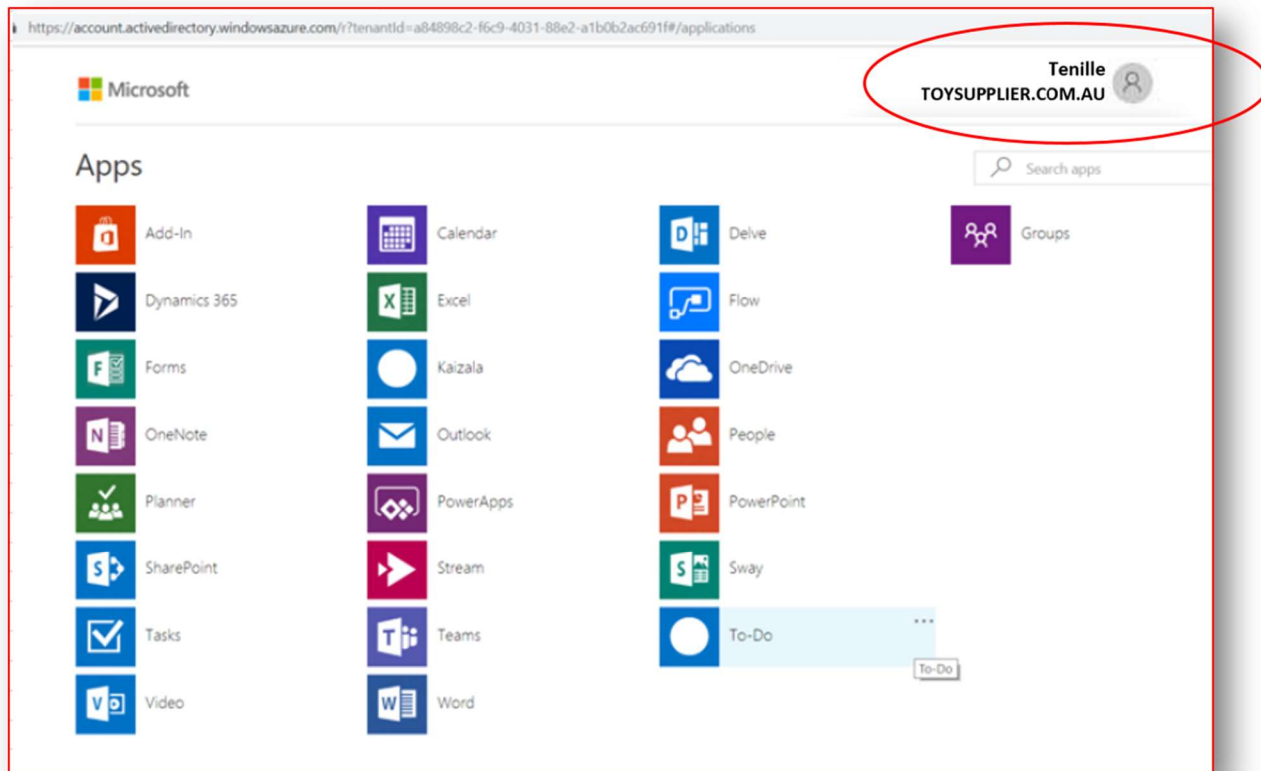 https://account.activedirectory.windowsazure.com/r?tenantId=a84898c2-f6c9-4031-88e2-a1b0b2ac691f#/applications
Microsoft
Tenille
TOYSUPPLIER.COM.AU
Apps
Search apps
Add-In
Calendar
Delve
Groups
Dynamics 365
Excel
Flow
Forms
Kaizala
OneDrive
OneNote
Outlook
People
Planner
PowerApps
PowerPoint
SharePoint
Stream
Sway
Tasks
Teams
To-Do
To-Do
Video
Word